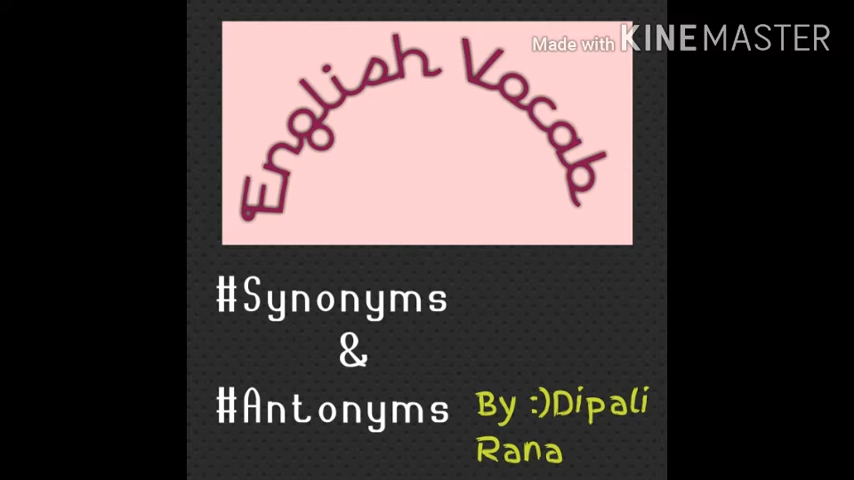 Made with KINEMASTER
English Vocab
#Synonyms
&
#Antonyms
By :)Dipali
Rana